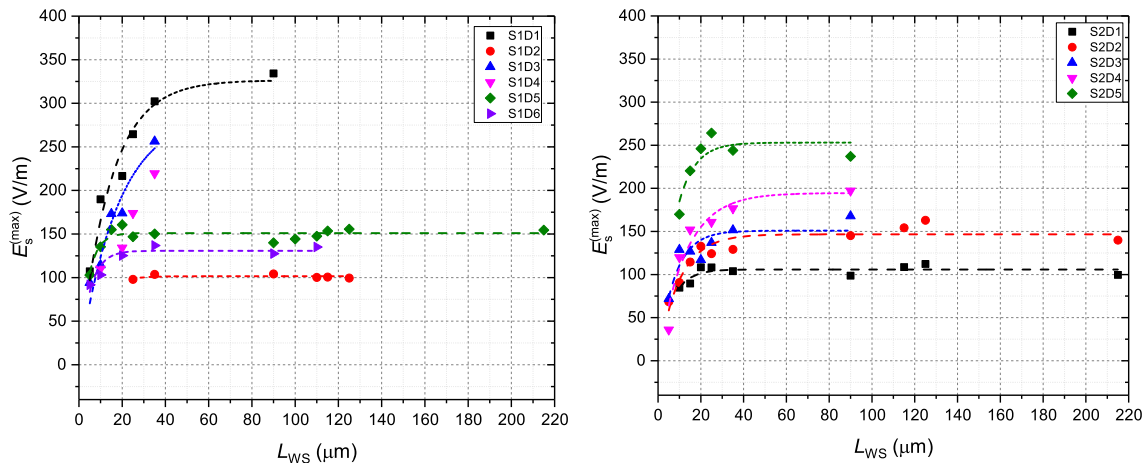 400
350
300
250
200
150
100
50
0
E_s^(max) (V/m)
0 20 40 60 80 100 120 140 160 180 200 220
L_WS (μm)
S1D1
S1D2
S1D3
S1D4
S1D5
S1D6
400
350
300
250
200
150
100
50
0
E_s^(max) (V/m)
0 20 40 60 80 100 120 140 160 180 200 220
L_WS (μm)
S2D1
S2D2
S2D3
S2D4
S2D5